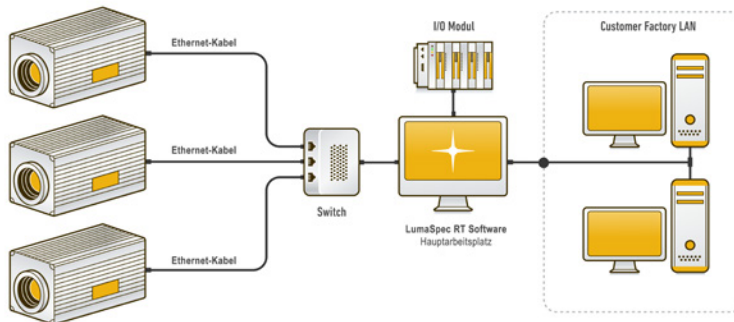 Ethernet-Kabel
Ethernet-Kabel
Ethernet-Kabel
Switch
I/O Modul
LumaSpec RT Software
Hauptarbeitsplatz
Customer Factory LAN